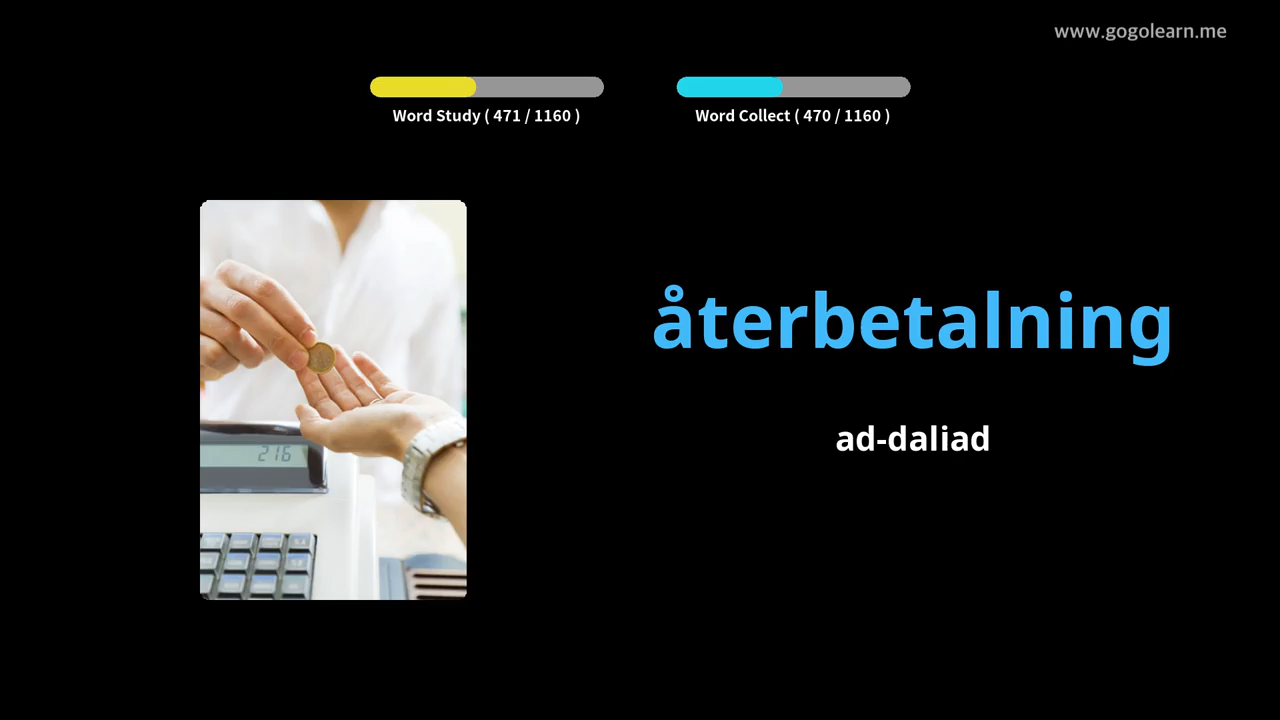 www.gogolearn.me
Word Study ( 471 / 1160 )
Word Collect ( 470 / 1160 )
återbetalning
ad-daliad
216